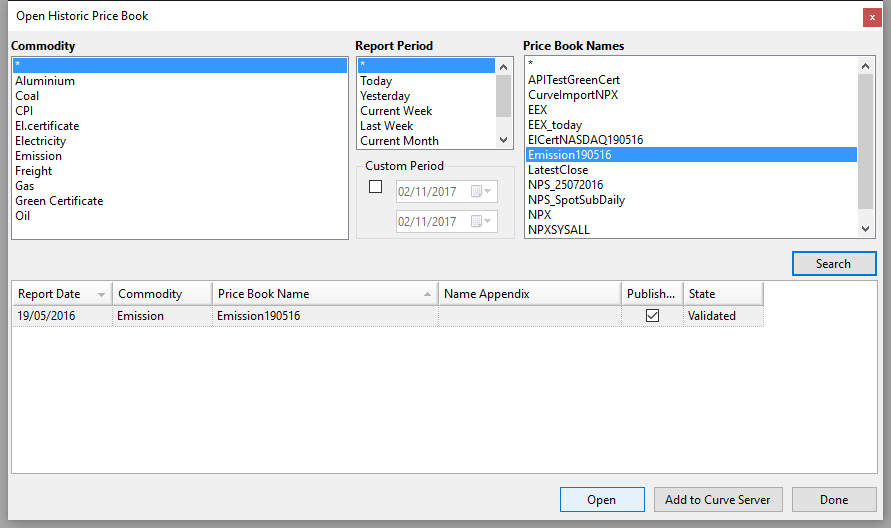 Open Historic Price Book
x
Commodity
*
Aluminium
Coal
CPI
El.certificate
Electricity
Emission
Freight
Gas
Green Certificate
Oil
Report Period
*
Today
Yesterday
Current Week
Last Week
Current Month
Custom Period
02/11/2017
02/11/2017
Price Book Names
*
APITestGreenCert
CurveImportNPX
EEX
EEX_today
ElCertNASDAQ190516
Emission190516
LatestClose
NPS_25072016
NPS_SpotSubDaily
NPX
NPXSYSALL
Search
Report Date Commodity Price Book Name Name Appendix Publish... State
19/05/2016 Emission Emission190516 Validated
Open Add to Curve Server Done